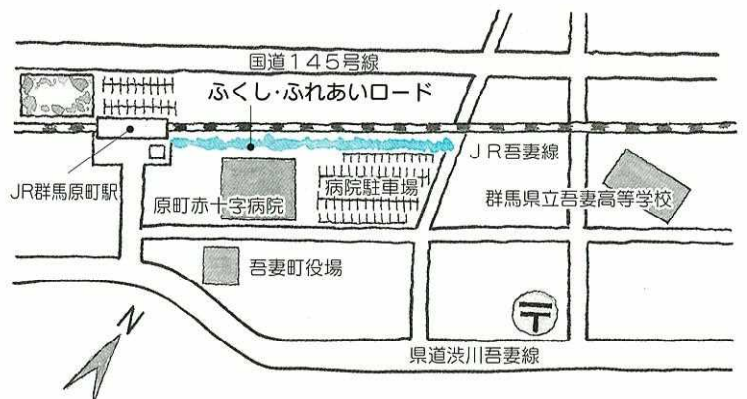 国道145号線
ふくし・ふれあいロード
JR吾妻線
JR群馬原町駅
原町赤十字病院
病院駐車場
群馬県立吾妻高等学校
吾妻町役場
〒
N
県道渋川吾妻線